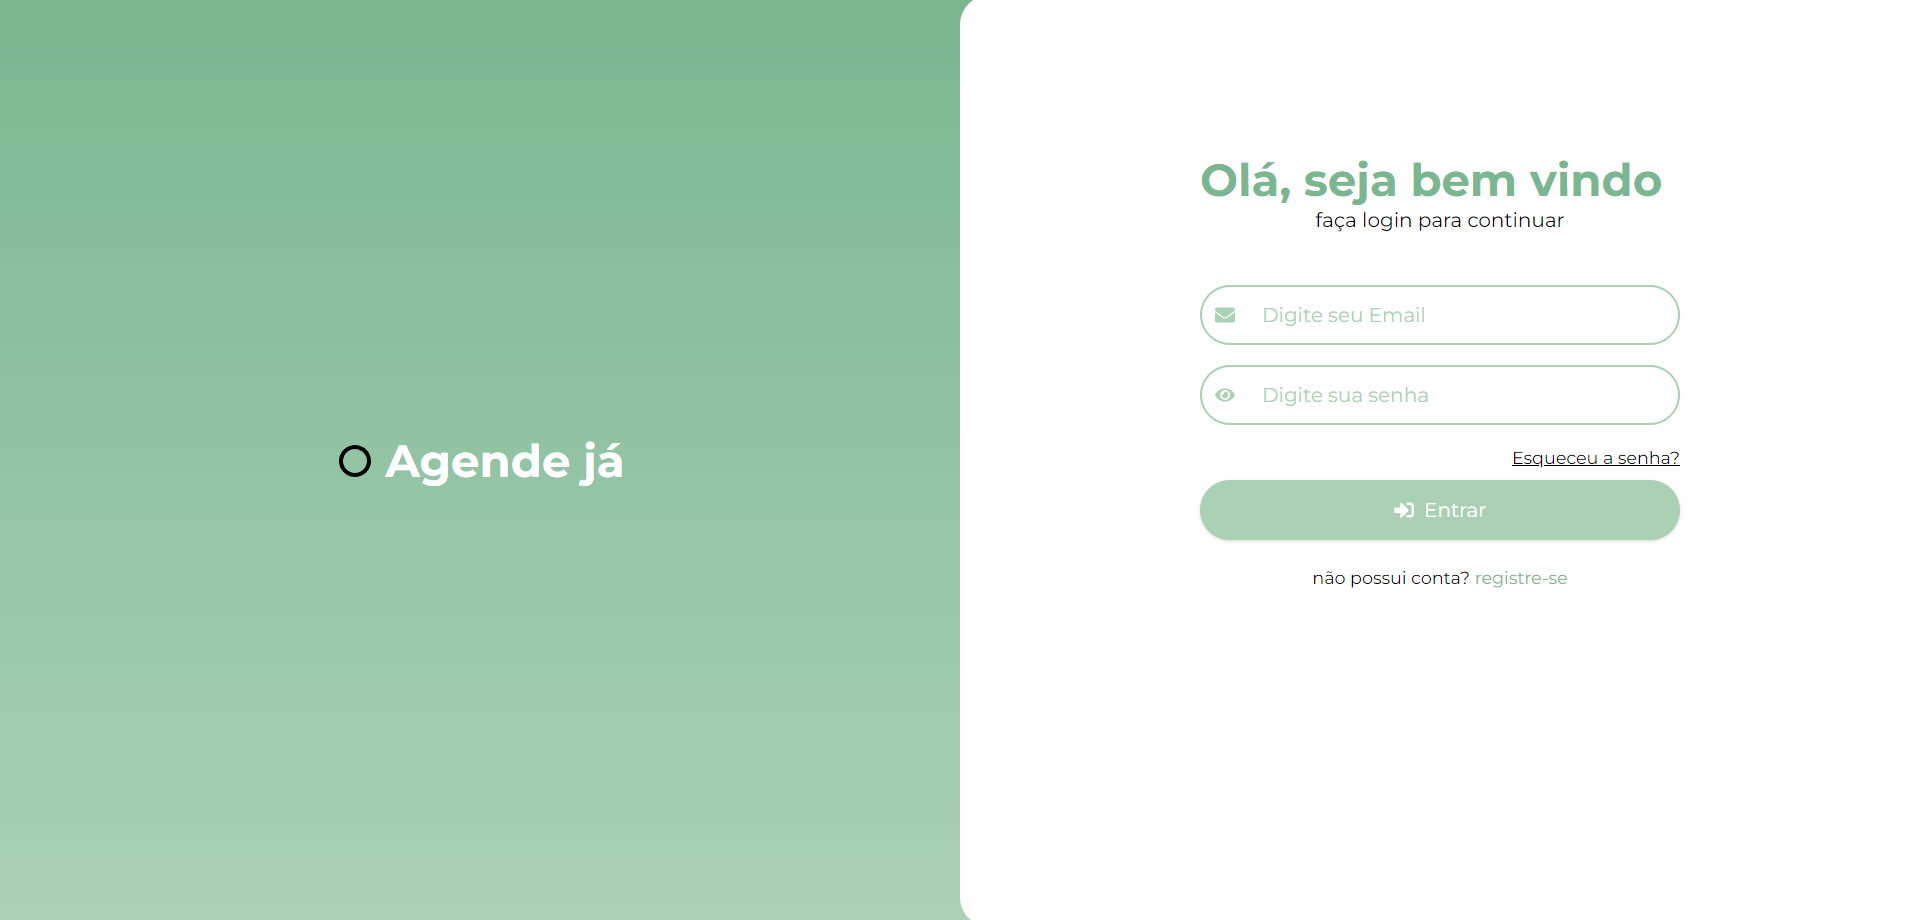 Agende já
Olá, seja bem vindo
faça login para continuar
Digite seu Email
Digite sua senha
Esqueceu a senha?
Entrar
não possui conta? registre-se